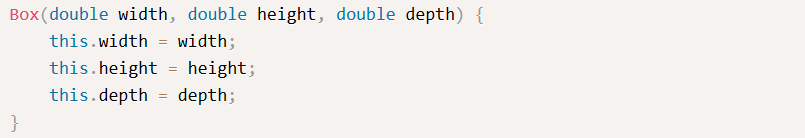 Box(double width, double height, double depth) {
    this.width = width;
    this.height = height;
    this.depth = depth;
}